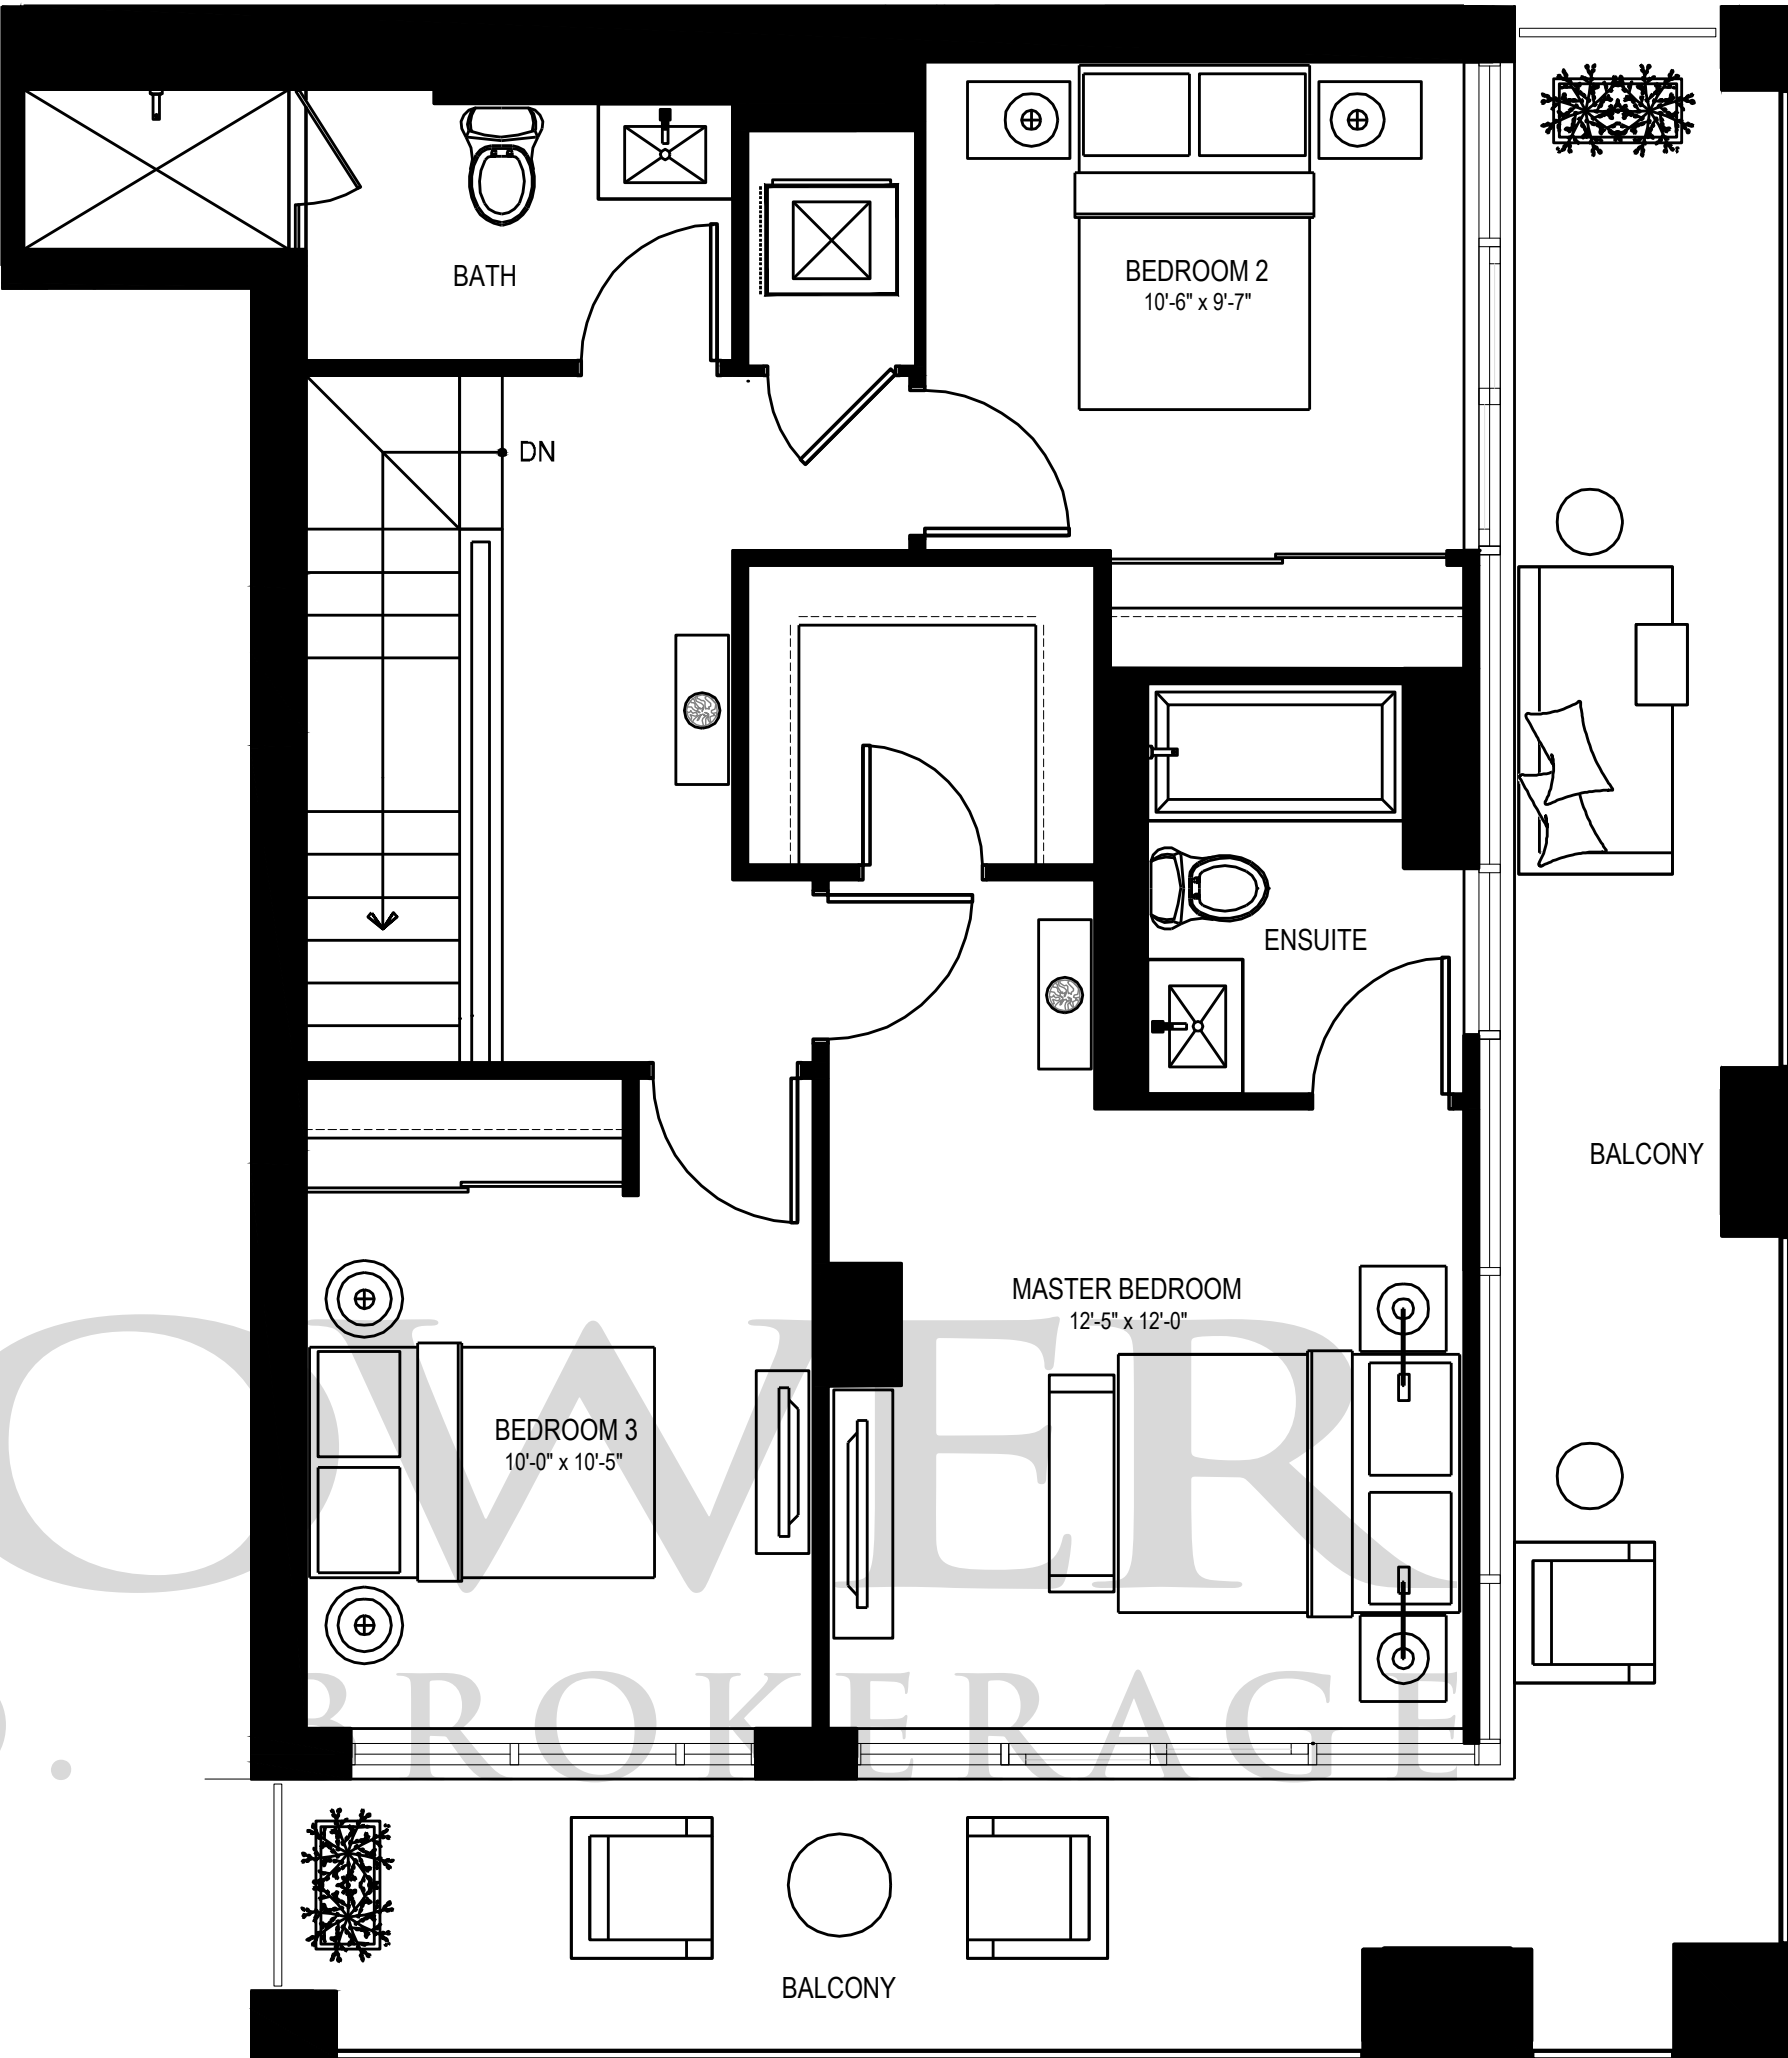 BATH
BEDROOM 2
10'-6" x 9'-7"
DN
ENSUITE
BALCONY
MASTER BEDROOM
12'-5" x 12'-0"
BEDROOM 3
10'-0" x 10'-5"
OWER
. BROKERAGE
BALCONY